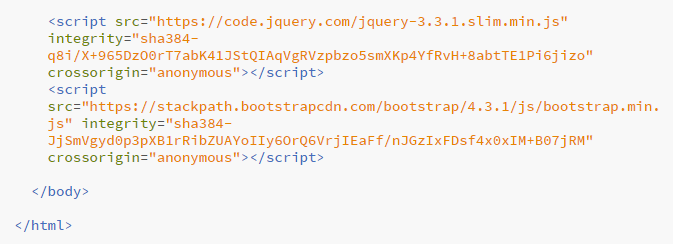 <script src="https://code.jquery.com/jquery-3.3.1.slim.min.js"
integrity="sha384-
q8i/X+965DzO0rT7abK41JStQIAqVgRVzpbzo5smXKp4YfRvH+8abtTE1Pi6jizo"
crossorigin="anonymous"></script>
<script
src="https://stackpath.bootstrapcdn.com/bootstrap/4.3.1/js/bootstrap.min.
js" integrity="sha384-
JjSmVgyd0p3pXB1rRibZUAYoIIy6OrQ6VrjIEaFf/nJGzIxFDsf4x0xIM+B07jRM"
crossorigin="anonymous"></script>
</body>
</html>